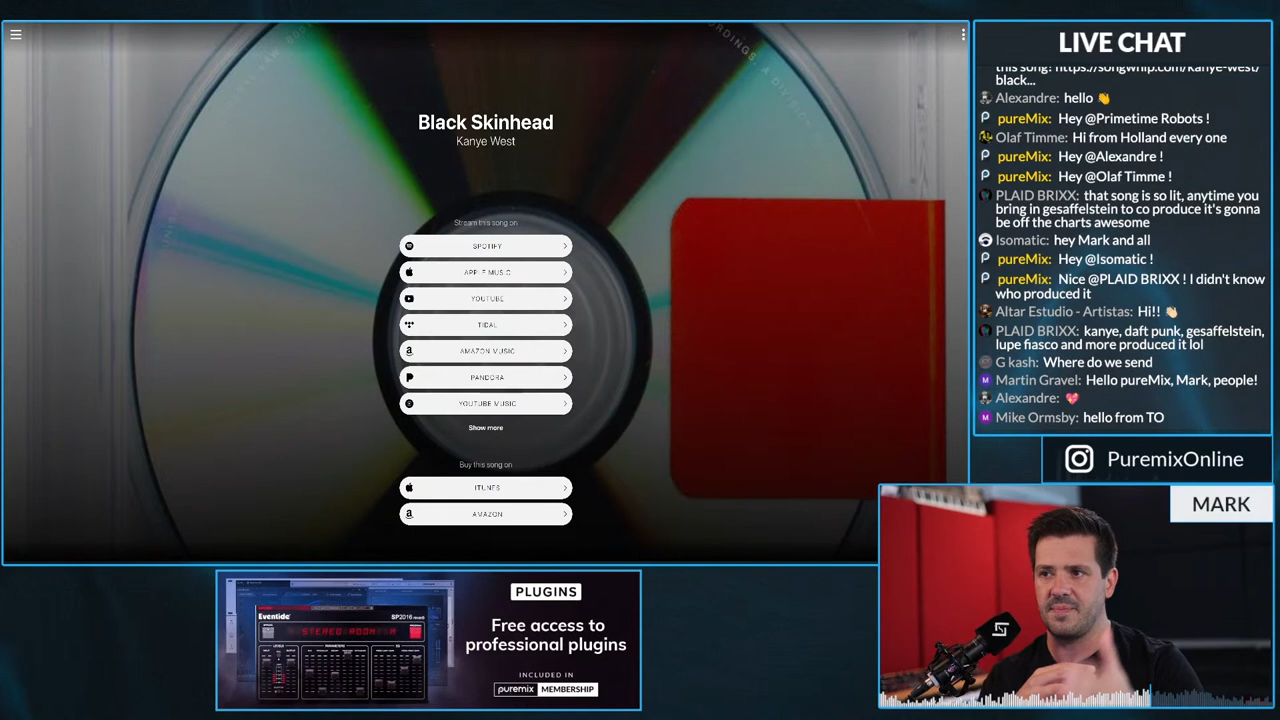 Black Skinhead
Kanye West
Stream this song on
SPOTIFY
APPLE MUSIC
YOUTUBE
TIDAL
AMAZON MUSIC
PANDORA
YOUTUBE MUSIC
Show more
Buy this song on
ITUNES
AMAZON
LIVE CHAT
this song! https://songwhip.com/kanye-west/
black...
Alexandre: hello 👋
pureMix: Hey @Primetime Robots !
Olaf Timme: Hi from Holland every one
pureMix: Hey @Alexandre !
pureMix: Hey @Olaf Timme !
PLAID BRIXX: that song is so lit, anytime you
bring in gesaffelstein to co produce it's gonna
be off the charts awesome
Isomatic: hey Mark and all
pureMix: Hey @Isomatic !
pureMix: Nice @PLAID BRIXX ! I didn't know
who produced it
Altar Estudio - Artistas: Hi!! 👋🏻
PLAID BRIXX: kanye, daft punk, gesaffelstein,
lupe fiasco and more produced it lol
G kash: Where do we send
Martin Gravel: Hello pureMix, Mark, people!
Alexandre: 💖
Mike Ormsby: hello from TO
PuremixOnline
MARK
Eventide
SP2016 reverb
STEREO ROOM M
PLUGINS
Free access to
professional plugins
INCLUDED IN
puremix MEMBERSHIP